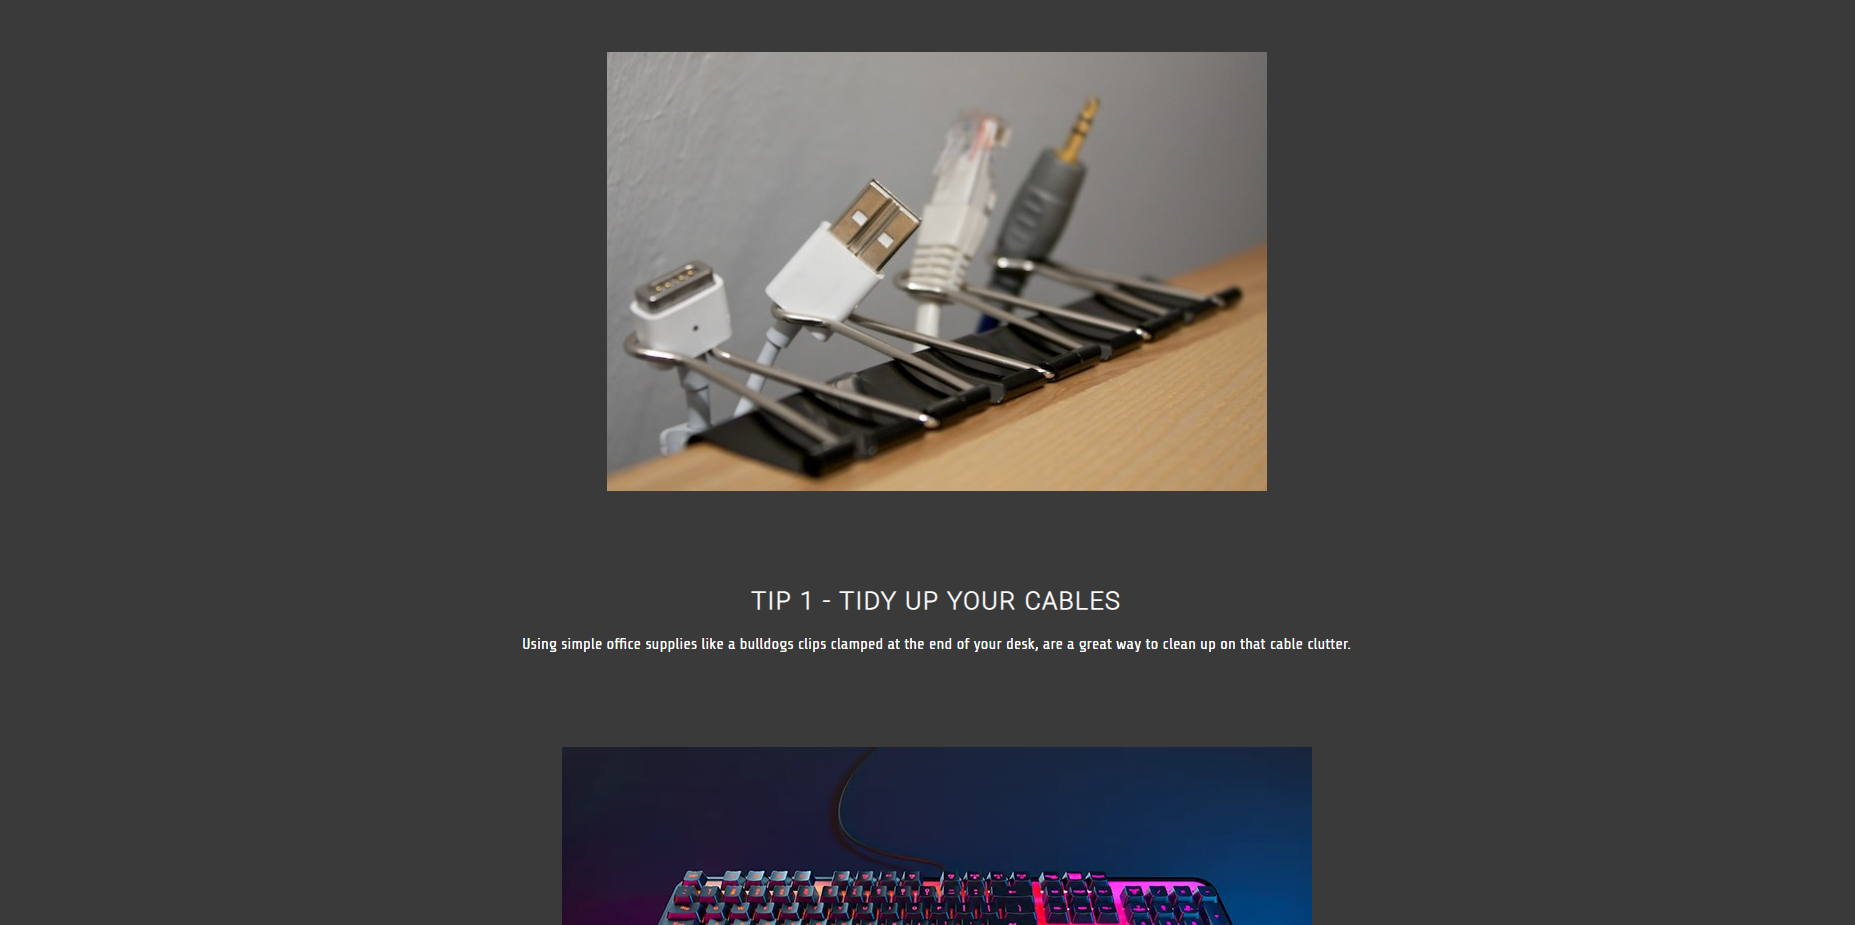 TIP 1 - TIDY UP YOUR CABLES
Using simple office supplies like a bulldogs clips clamped at the end of your desk, are a great way to clean up on that cable clutter.